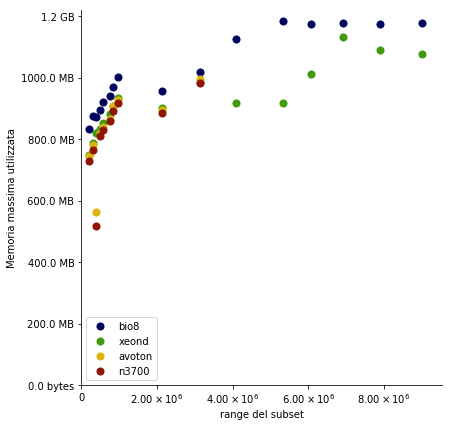 1.2 GB
1000.0 MB
800.0 MB
600.0 MB
400.0 MB
200.0 MB
0.0 bytes
Memoria massima utilizzata
bio8
xeond
avoton
n3700
0 2.00 × 10⁶ 4.00 × 10⁶ 6.00 × 10⁶ 8.00 × 10⁶
range del subset